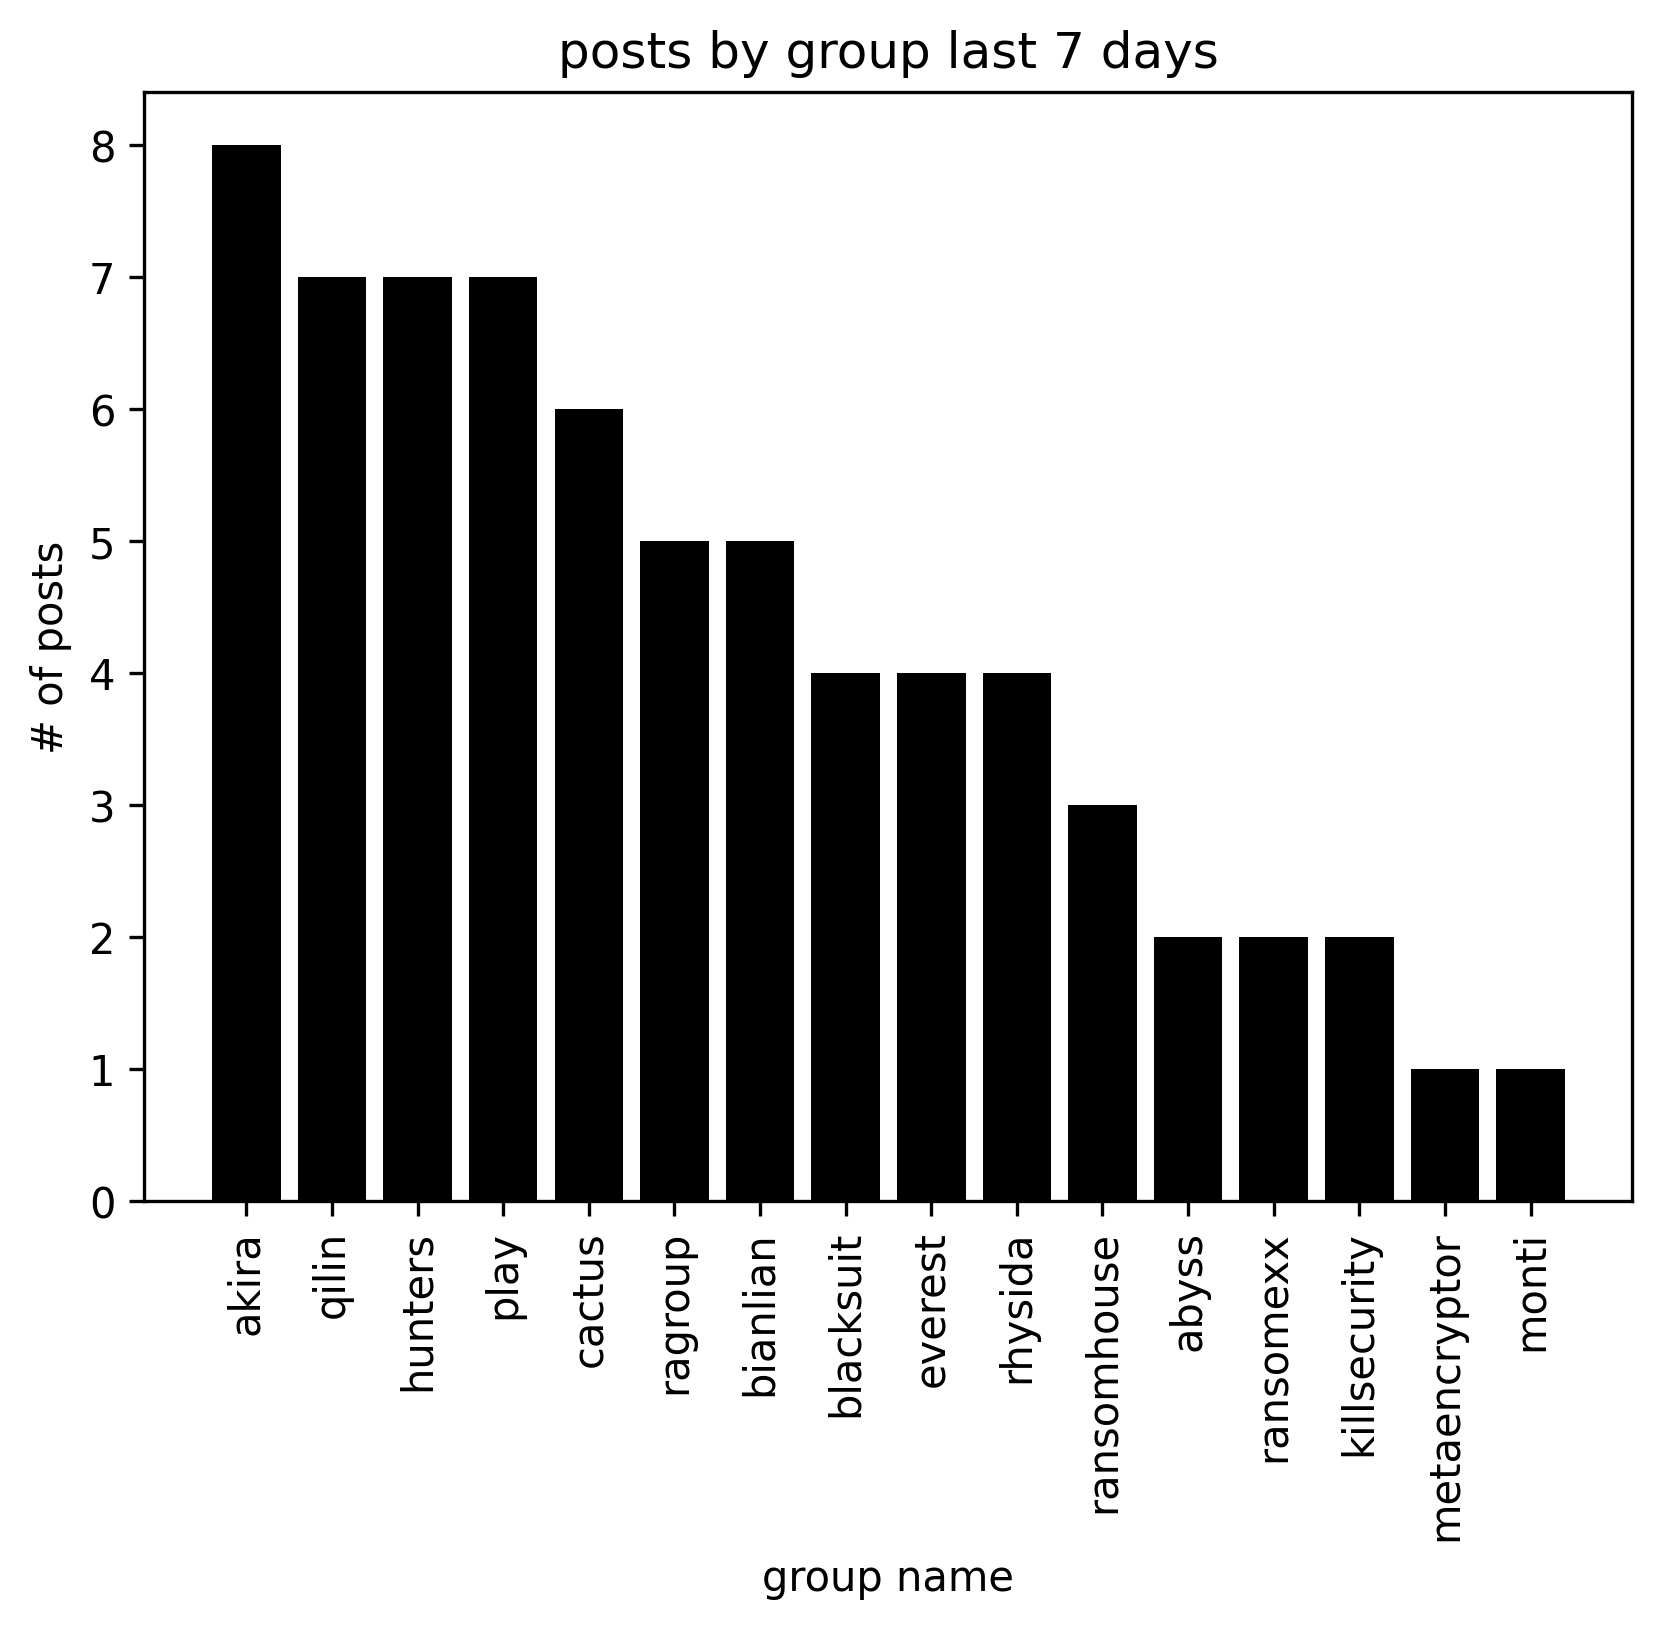 posts by group last 7 days
8
7
6
5
4
3
2
1
0
# of posts
akira
qilin
hunters
play
cactus
ragroup
bianlian
blacksuit
everest
rhysida
ransomhouse
abyss
ransomexx
killsecurity
metaencryptor
monti
group name